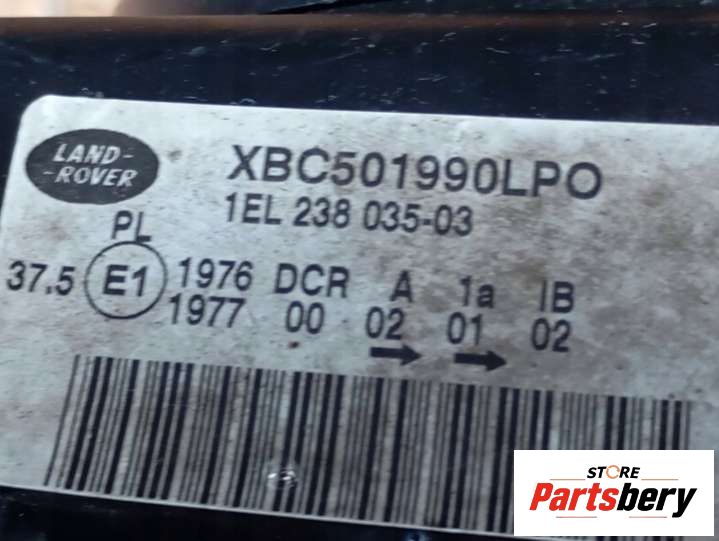 LAND-
ROVER
XBC501990LPO
1EL 238 035-03
PL
37.5 E1 1976 DCR A 1a IB
1977 00 02 01 02
STORE
Partsbery